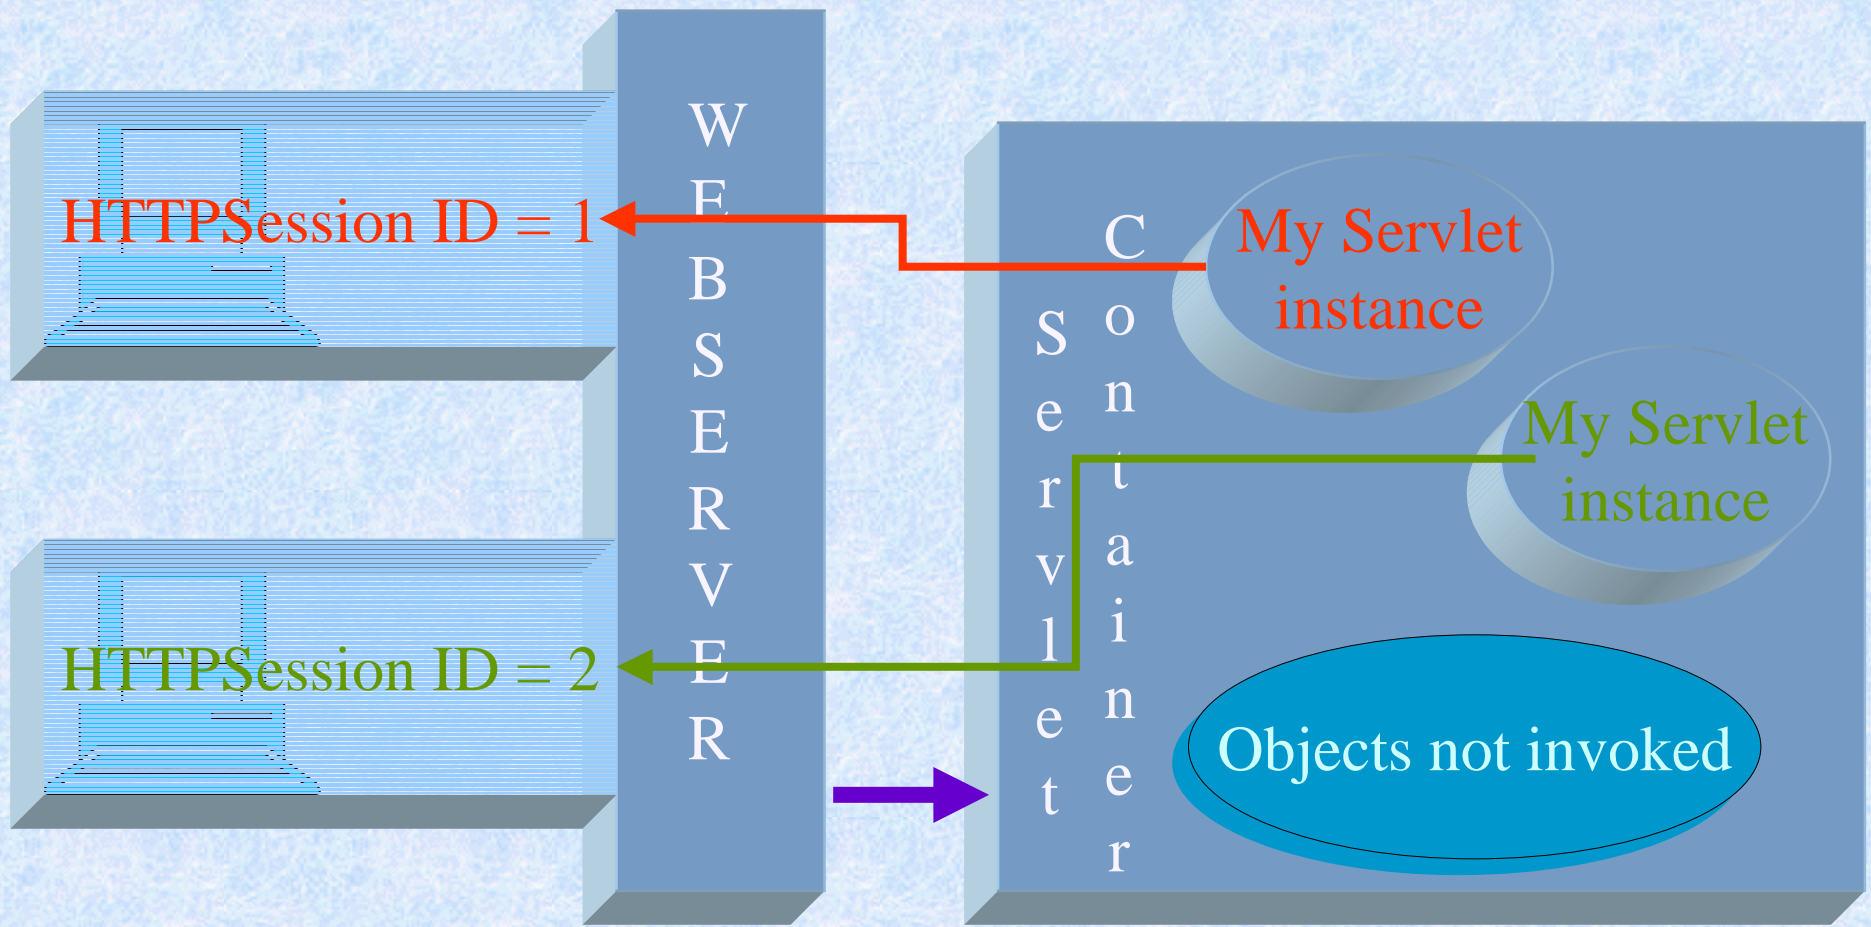 HTTPSession ID = 1
HTTPSession ID = 2
WEBSERVER
Servlet
Container
My Servlet
instance
My Servlet
instance
Objects not invoked